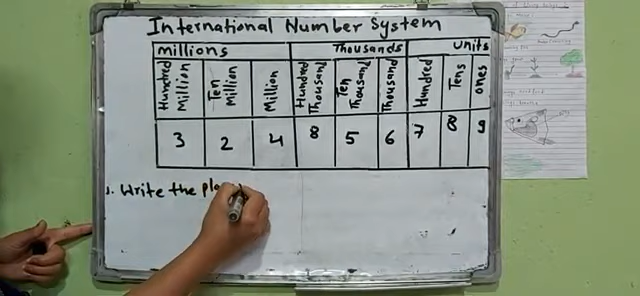 International Number System
millions Thousands Units
Hundred Million Ten Million Million Hundred Thousand Ten Thousand Thousand Hundred Tens ones
3 2 4 8 5 6 7 8 9
1. Write the pla